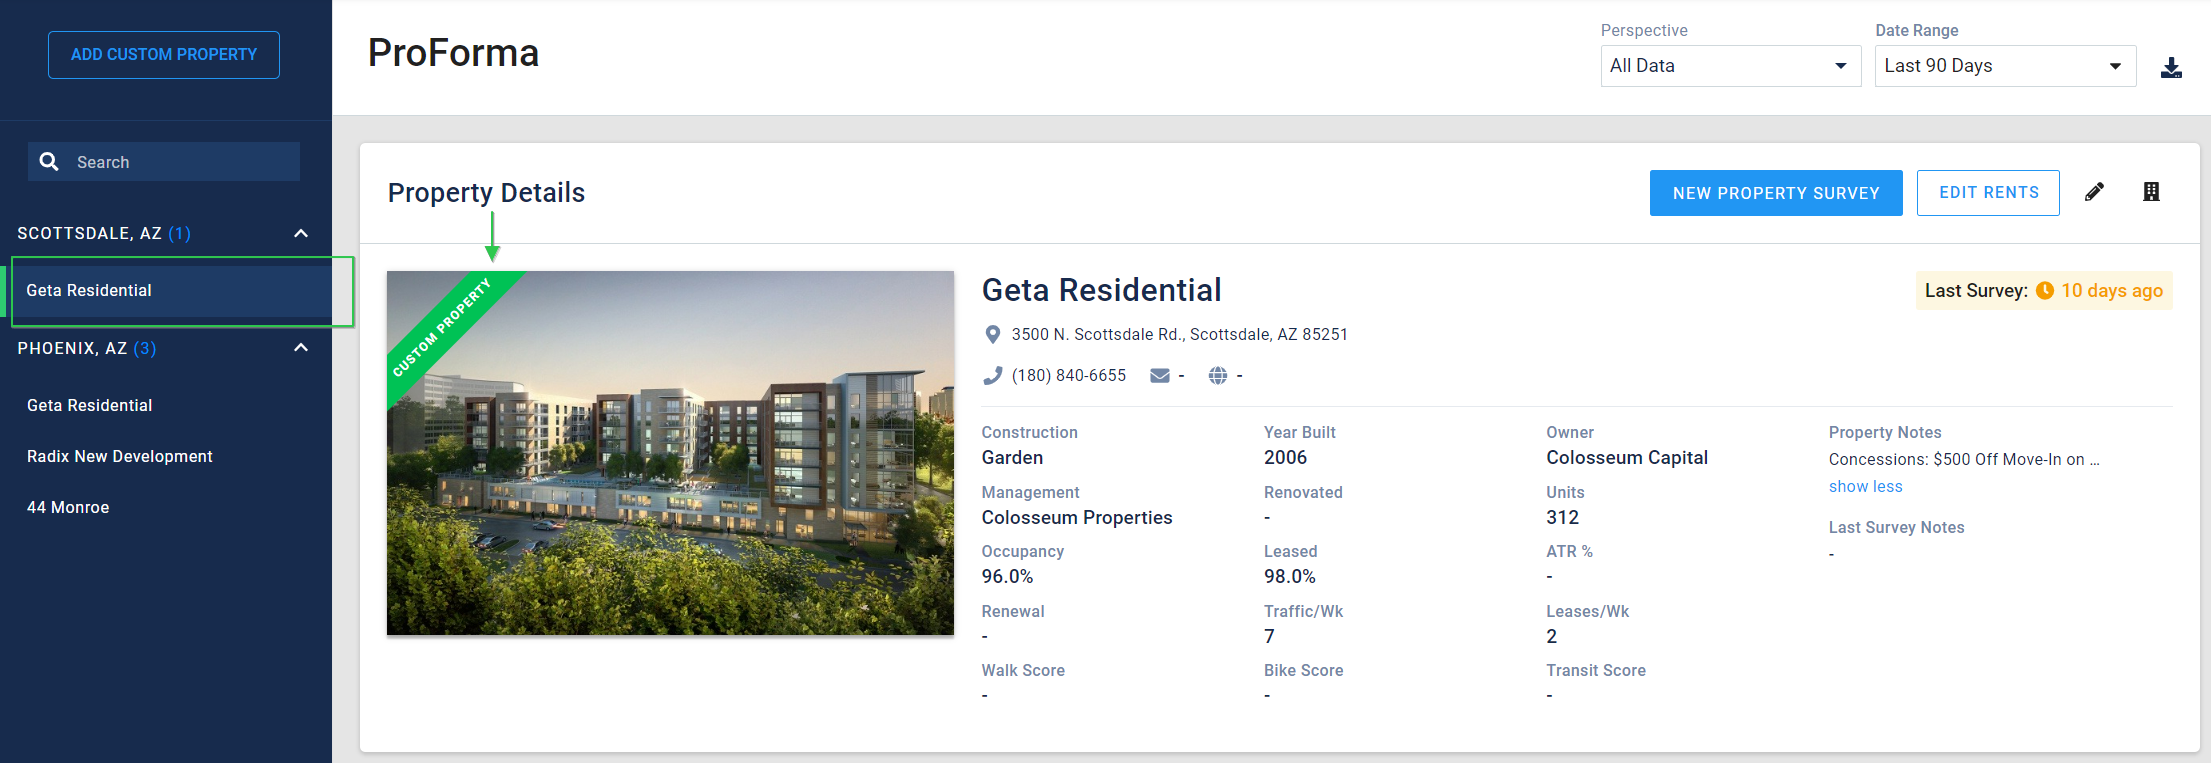 ADD CUSTOM PROPERTY
Search
SCOTTSDALE, AZ (1)
Geta Residential
PHOENIX, AZ (3)
Geta Residential
Radix New Development
44 Monroe
ProForma
Perspective
All Data
Date Range
Last 90 Days
Property Details
NEW PROPERTY SURVEY
EDIT RENTS
CUSTOM PROPERTY
Geta Residential
Last Survey: 10 days ago
3500 N. Scottsdale Rd., Scottsdale, AZ 85251
(180) 840-6655 - -
Construction
Garden
Year Built
2006
Owner
Colosseum Capital
Property Notes
Concessions: $500 Off Move-In on ...
show less
Management
Colosseum Properties
Renovated
-
Units
312
Last Survey Notes
-
Occupancy
96.0%
Leased
98.0%
ATR %
-
Renewal
-
Traffic/Wk
7
Leases/Wk
2
Walk Score
-
Bike Score
-
Transit Score
-